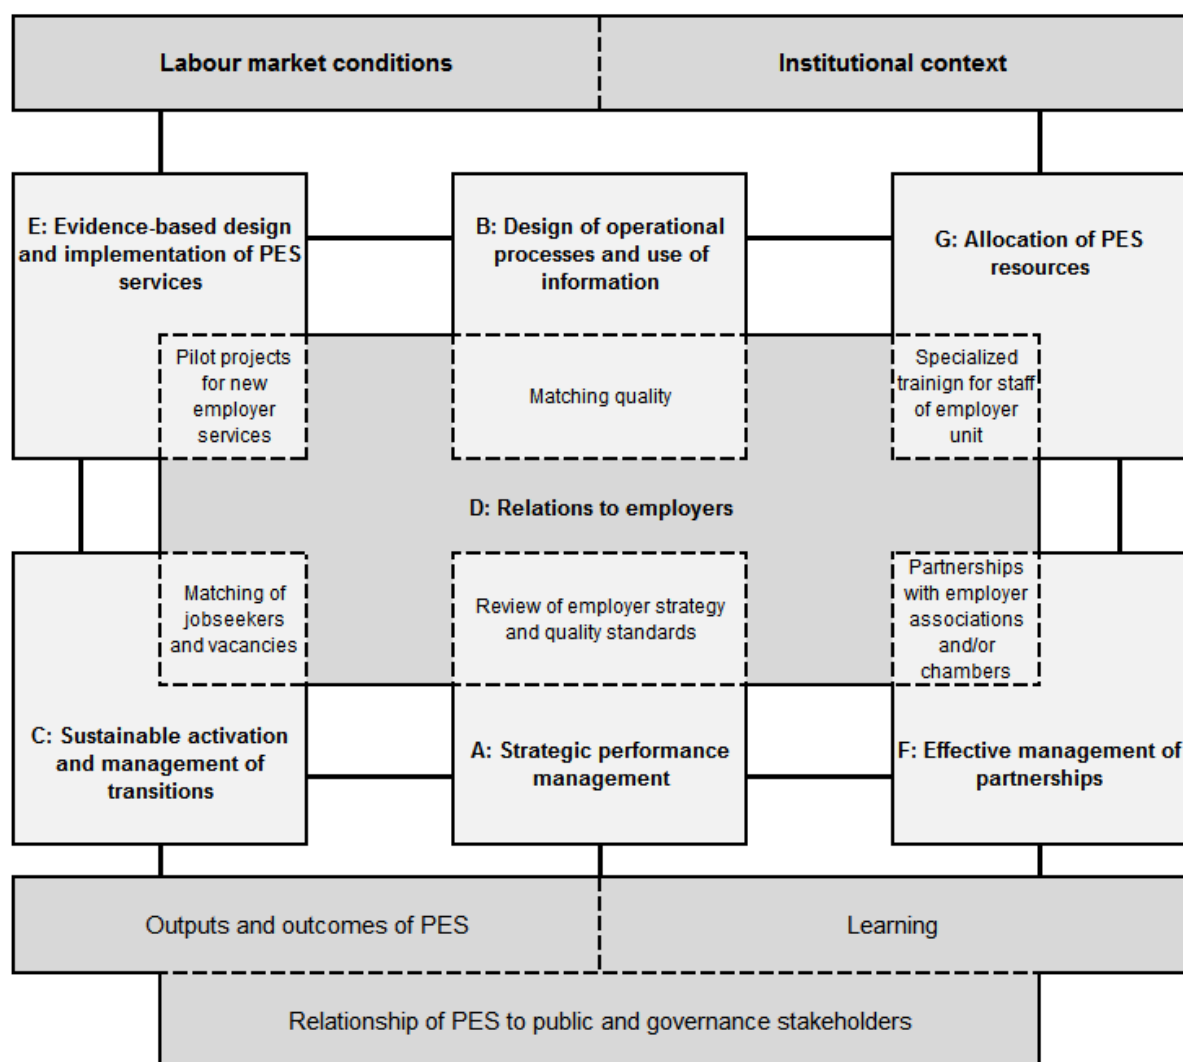 Labour market conditions
Institutional context
E: Evidence-based design
and implementation of PES
services
B: Design of operational
processes and use of
information
G: Allocation of PES
resources
Pilot projects
for new
employer
services
Matching quality
Specialized
trainign for staff
of employer
unit
D: Relations to employers
Matching of
jobseekers
and vacancies
Review of employer strategy
and quality standards
Partnerships
with employer
associations
and/or
chambers
C: Sustainable activation
and management of
transitions
A: Strategic performance
management
F: Effective management of
partnerships
Outputs and outcomes of PES
Learning
Relationship of PES to public and governance stakeholders